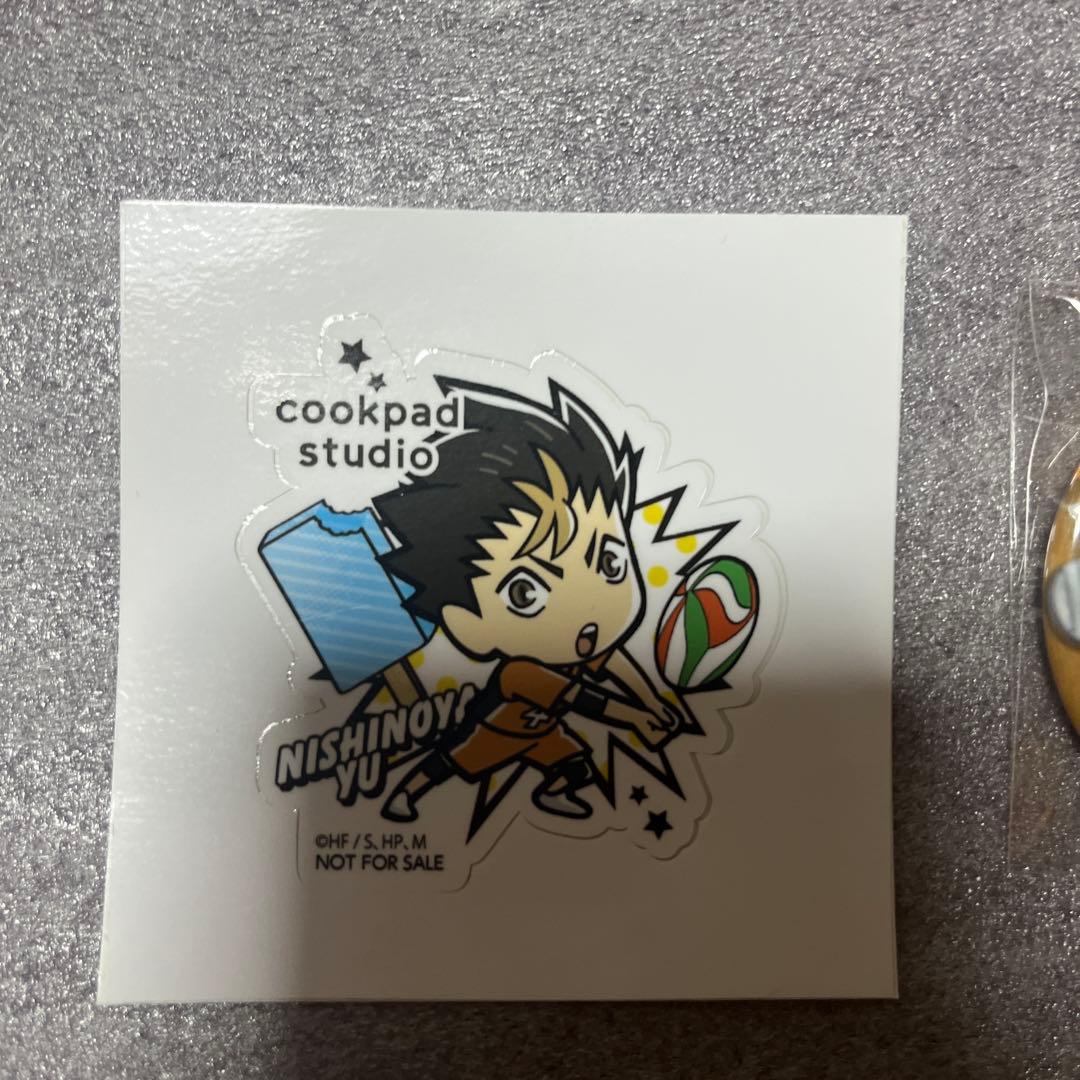 cookpad
studio
NISHINOYA
YU
©HF / S、HP、M
NOT FOR SALE